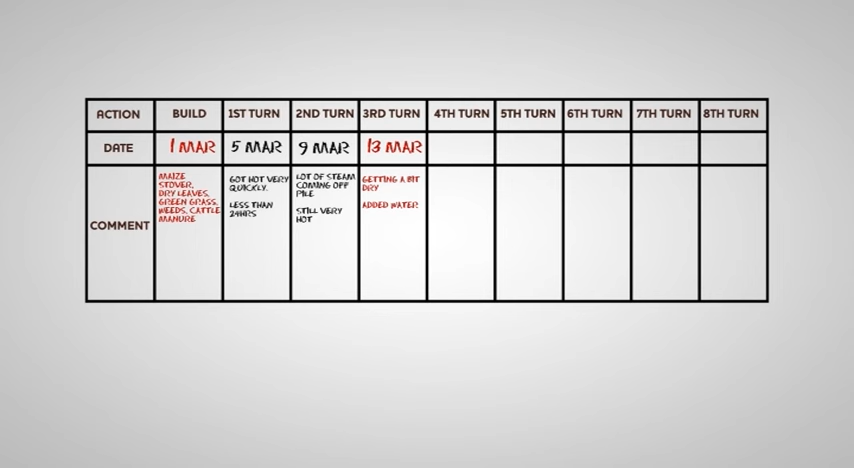 ACTION BUILD 1ST TURN 2ND TURN 3RD TURN 4TH TURN 5TH TURN 6TH TURN 7TH TURN 8TH TURN
DATE 1 MAR 5 MAR 9 MAR 13 MAR
COMMENT
MAIZE
STOVER,
DRY LEAVES,
GREEN GRASS,
WEEDS, CATTLE
MANURE
GOT HOT VERY
QUICKLY.
LESS THAN
24HRS
LOT OF STEAM
COMING OFF
PILE
STILL VERY
HOT
GETTING A BIT
DRY
ADDED WATER